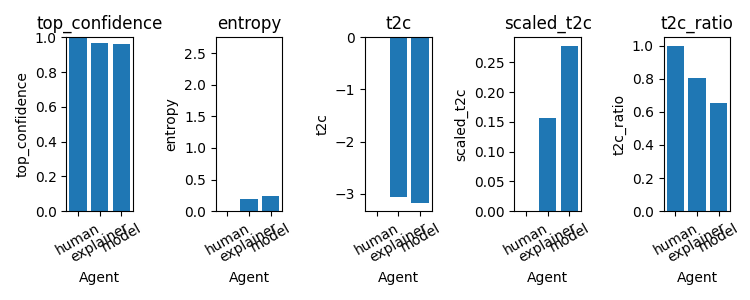 top_confidence
entropy
t2c
scaled_t2c
t2c_ratio
top_confidence
1.0
0.8
0.6
0.4
0.2
0.0
human
explainer
model
Agent
entropy
2.5
2.0
1.5
1.0
0.5
0.0
human
explainer
model
Agent
t2c
0
−1
−2
−3
human
explainer
model
Agent
scaled_t2c
0.25
0.20
0.15
0.10
0.05
0.00
human
explainer
model
Agent
t2c_ratio
1.0
0.8
0.6
0.4
0.2
0.0
human
explainer
model
Agent